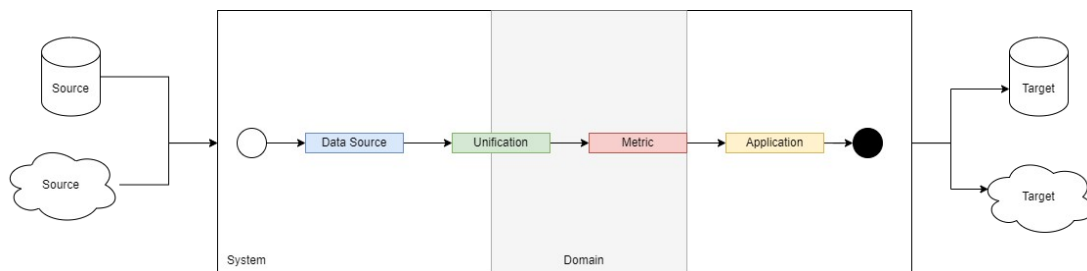 Source
Source
Data Source
Unification
Metric
Application
System
Domain
Target
Target